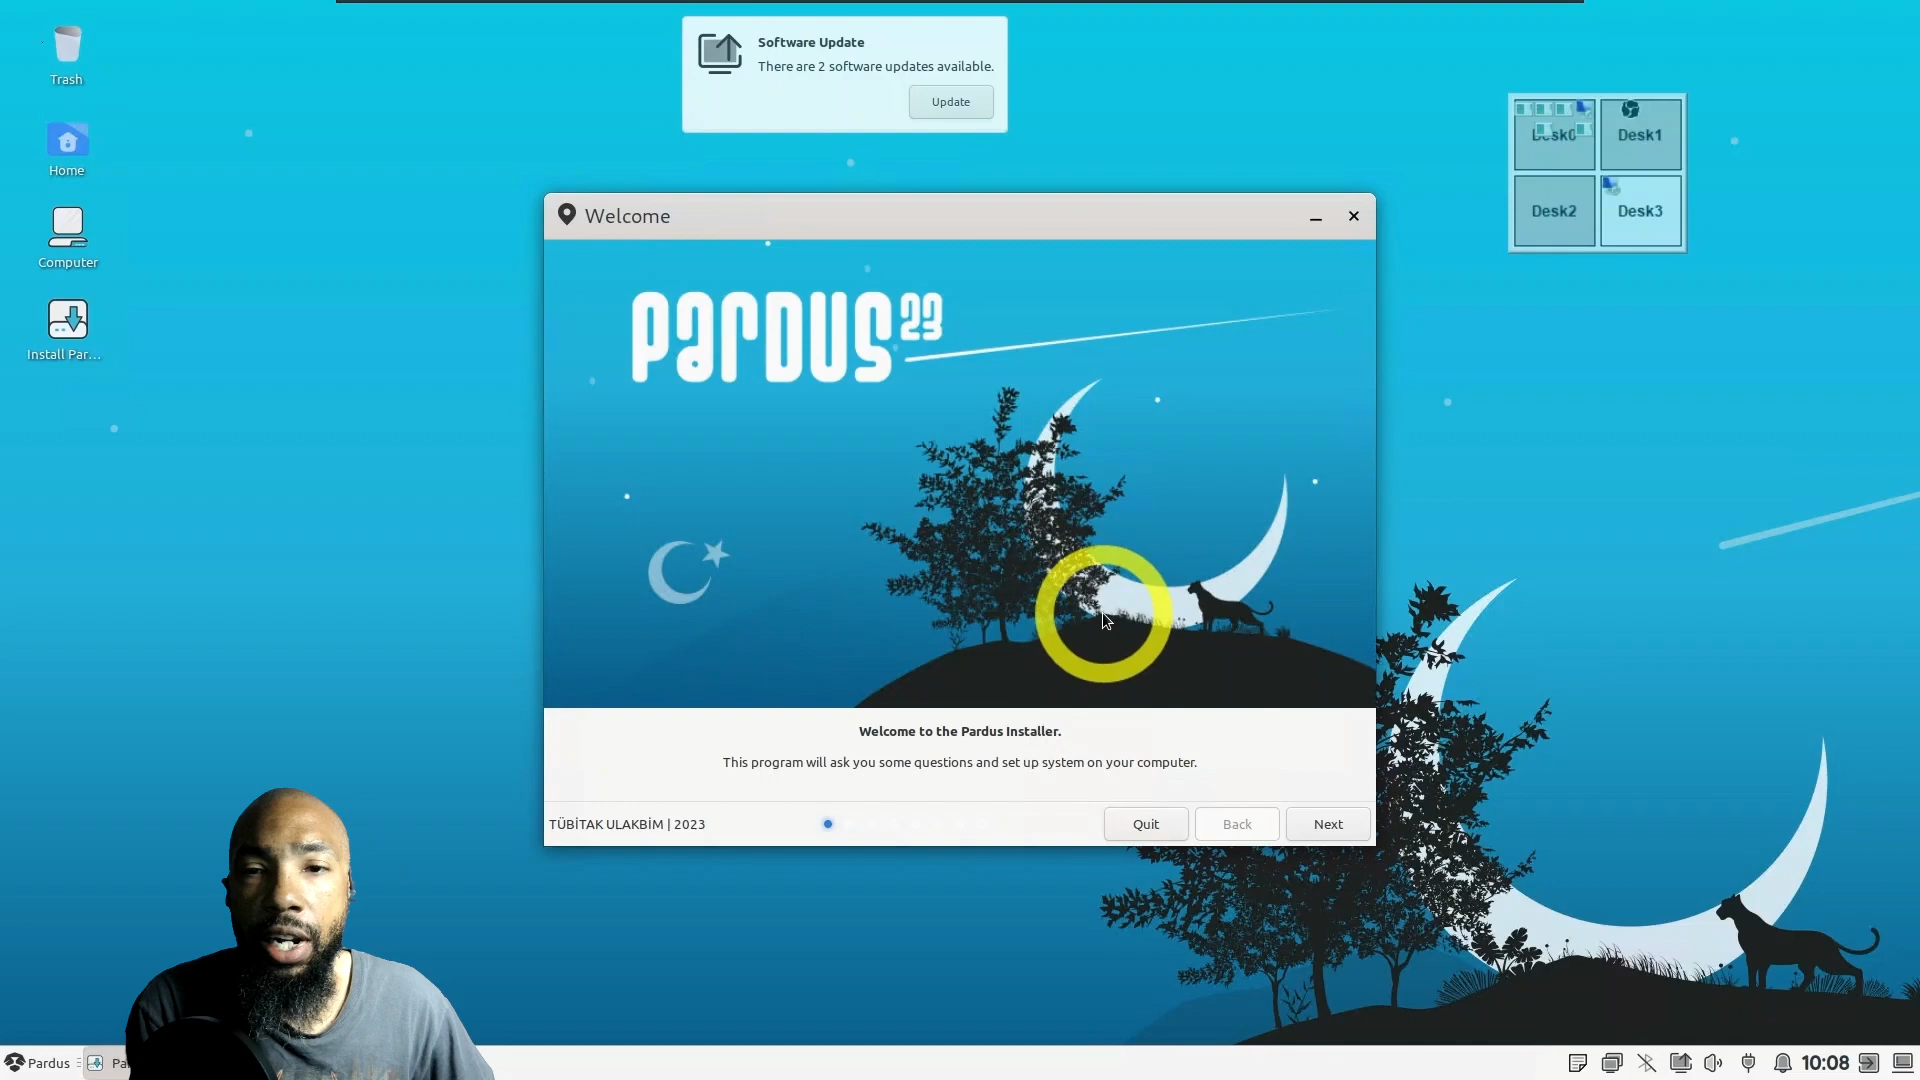 Trash
Home
Computer
Install Par...
Software Update
There are 2 software updates available.
Update
Desk0
Desk1
Desk2
Desk3
Welcome
PARDUS 23
Welcome to the Pardus Installer.
This program will ask you some questions and set up system on your computer.
TÜBİTAK ULAKBİM | 2023
Quit
Back
Next
Pardus
Pa
10:08